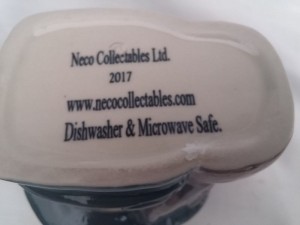 Neco Collectables Ltd.
2017
www.necocollectables.com
Dishwasher & Microwave Safe.